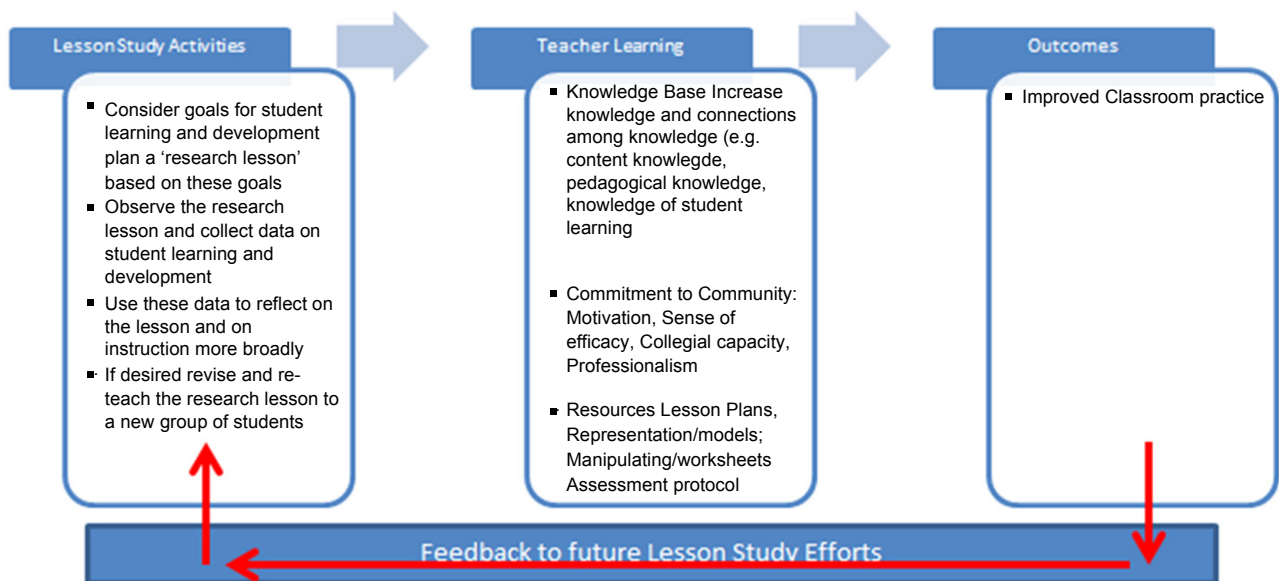 Lesson Study Activities
Consider goals for student
learning and development
plan a ‘research lesson’
based on these goals
Observe the research
lesson and collect data on
student learning and
development
Use these data to reflect on
the lesson and on
instruction more broadly
If desired revise and re-
teach the research lesson to
a new group of students
Teacher Learning
Knowledge Base Increase
knowledge and connections
among knowledge (e.g.
content knowlegde,
pedagogical knowledge,
knowledge of student
learning
Commitment to Community:
Motivation, Sense of
efficacy, Collegial capacity,
Professionalism
Resources Lesson Plans,
Representation/models;
Manipulating/worksheets
Assessment protocol
Outcomes
Improved Classroom practice
Feedback to future Lesson Study Efforts